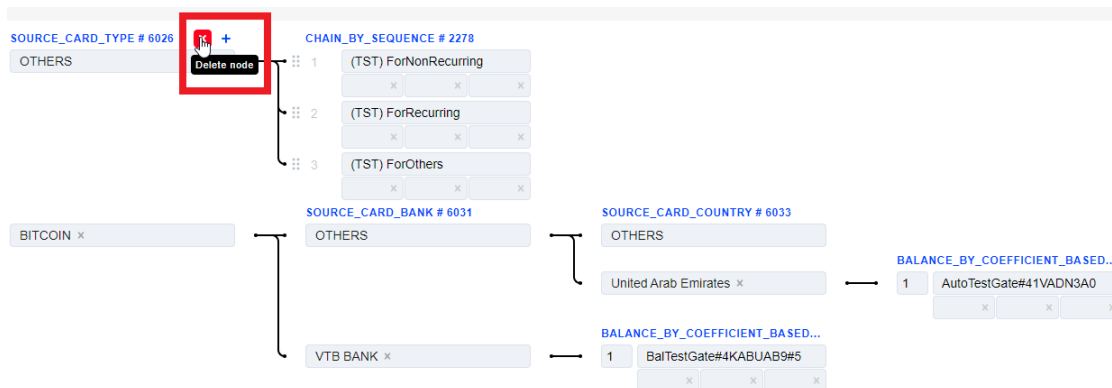 SOURCE_CARD_TYPE # 6026 × +
OTHERS
Delete node
CHAIN_BY_SEQUENCE # 2278
1 (TST) ForNonRecurring
× × ×
2 (TST) ForRecurring
× × ×
3 (TST) ForOthers
× × ×
BITCOIN ×
SOURCE_CARD_BANK # 6031
OTHERS
SOURCE_CARD_COUNTRY # 6033
OTHERS
United Arab Emirates ×
BALANCE_BY_COEFFICIENT_BASED...
1 AutoTestGate#41VADN3A0
× ×
VTB BANK ×
BALANCE_BY_COEFFICIENT_BASED...
1 BalTestGate#4KABUAB9#5
× × ×